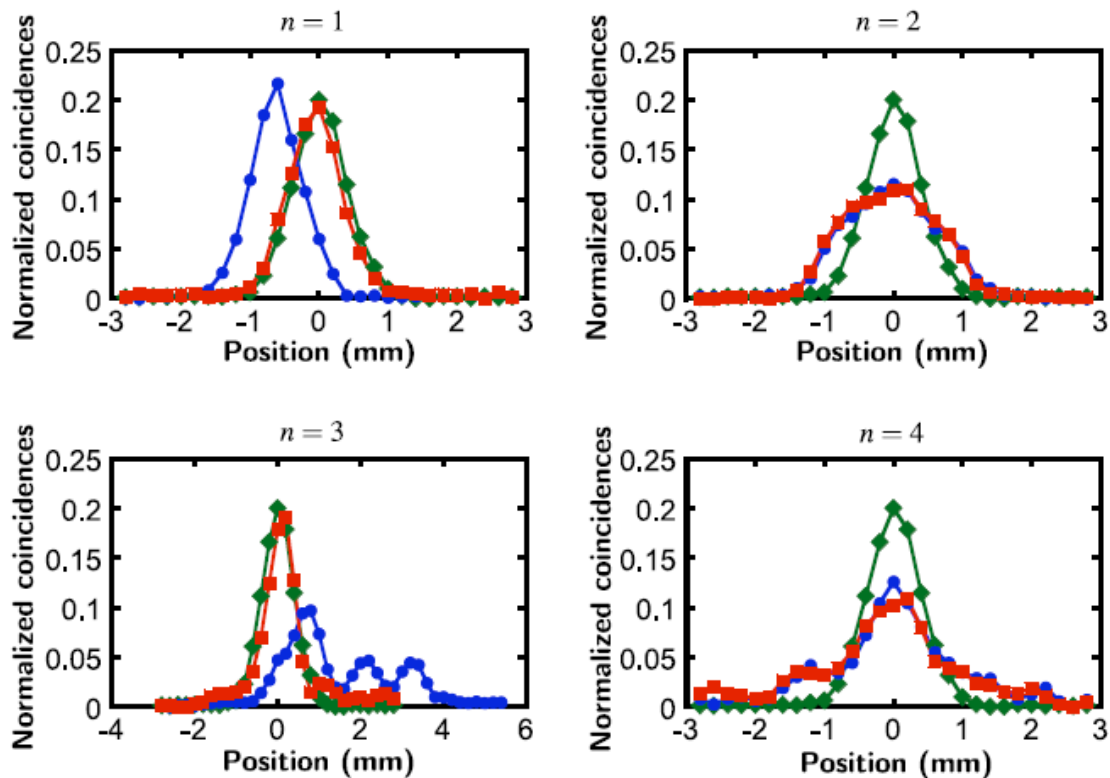 n = 1
Normalized coincidences
0.25
0.2
0.15
0.1
0.05
0
-3 -2 -1 0 1 2 3
Position (mm)
n = 2
Normalized coincidences
0.25
0.2
0.15
0.1
0.05
0
-3 -2 -1 0 1 2 3
Position (mm)
n = 3
Normalized coincidences
0.25
0.2
0.15
0.1
0.05
0
-4 -2 0 2 4 6
Position (mm)
n = 4
Normalized coincidences
0.25
0.2
0.15
0.1
0.05
0
-3 -2 -1 0 1 2 3
Position (mm)